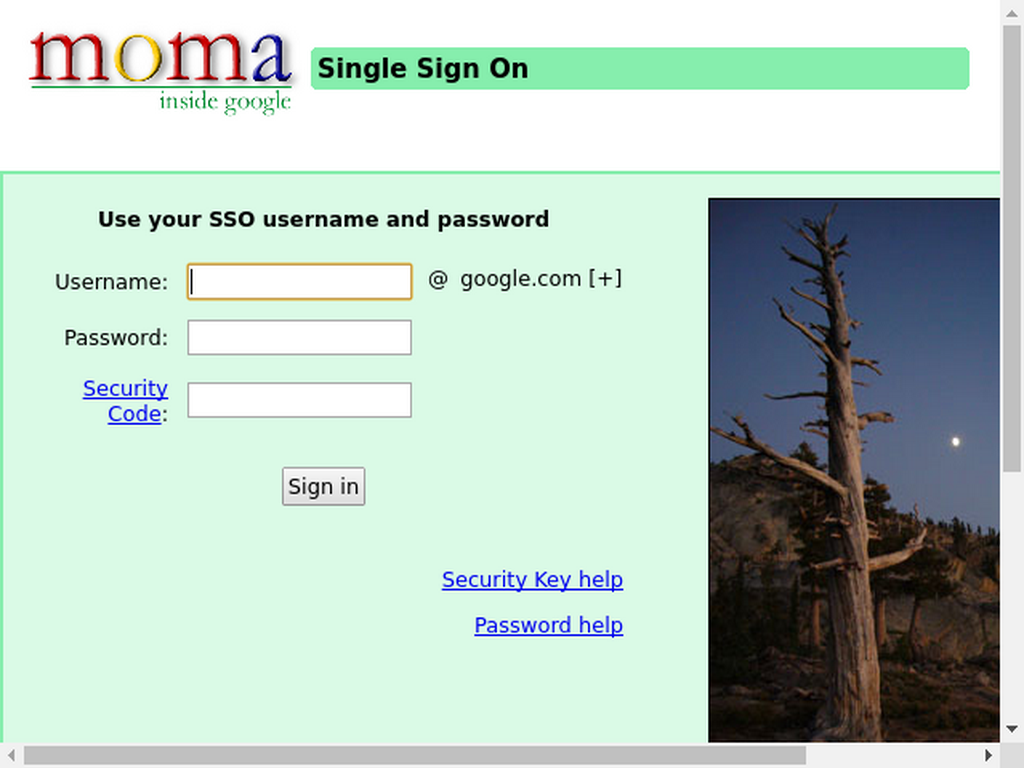 moma
inside google
Single Sign On
Use your SSO username and password
Username:
@ google.com [+]
Password:
Security
Code:
Sign in
Security Key help
Password help